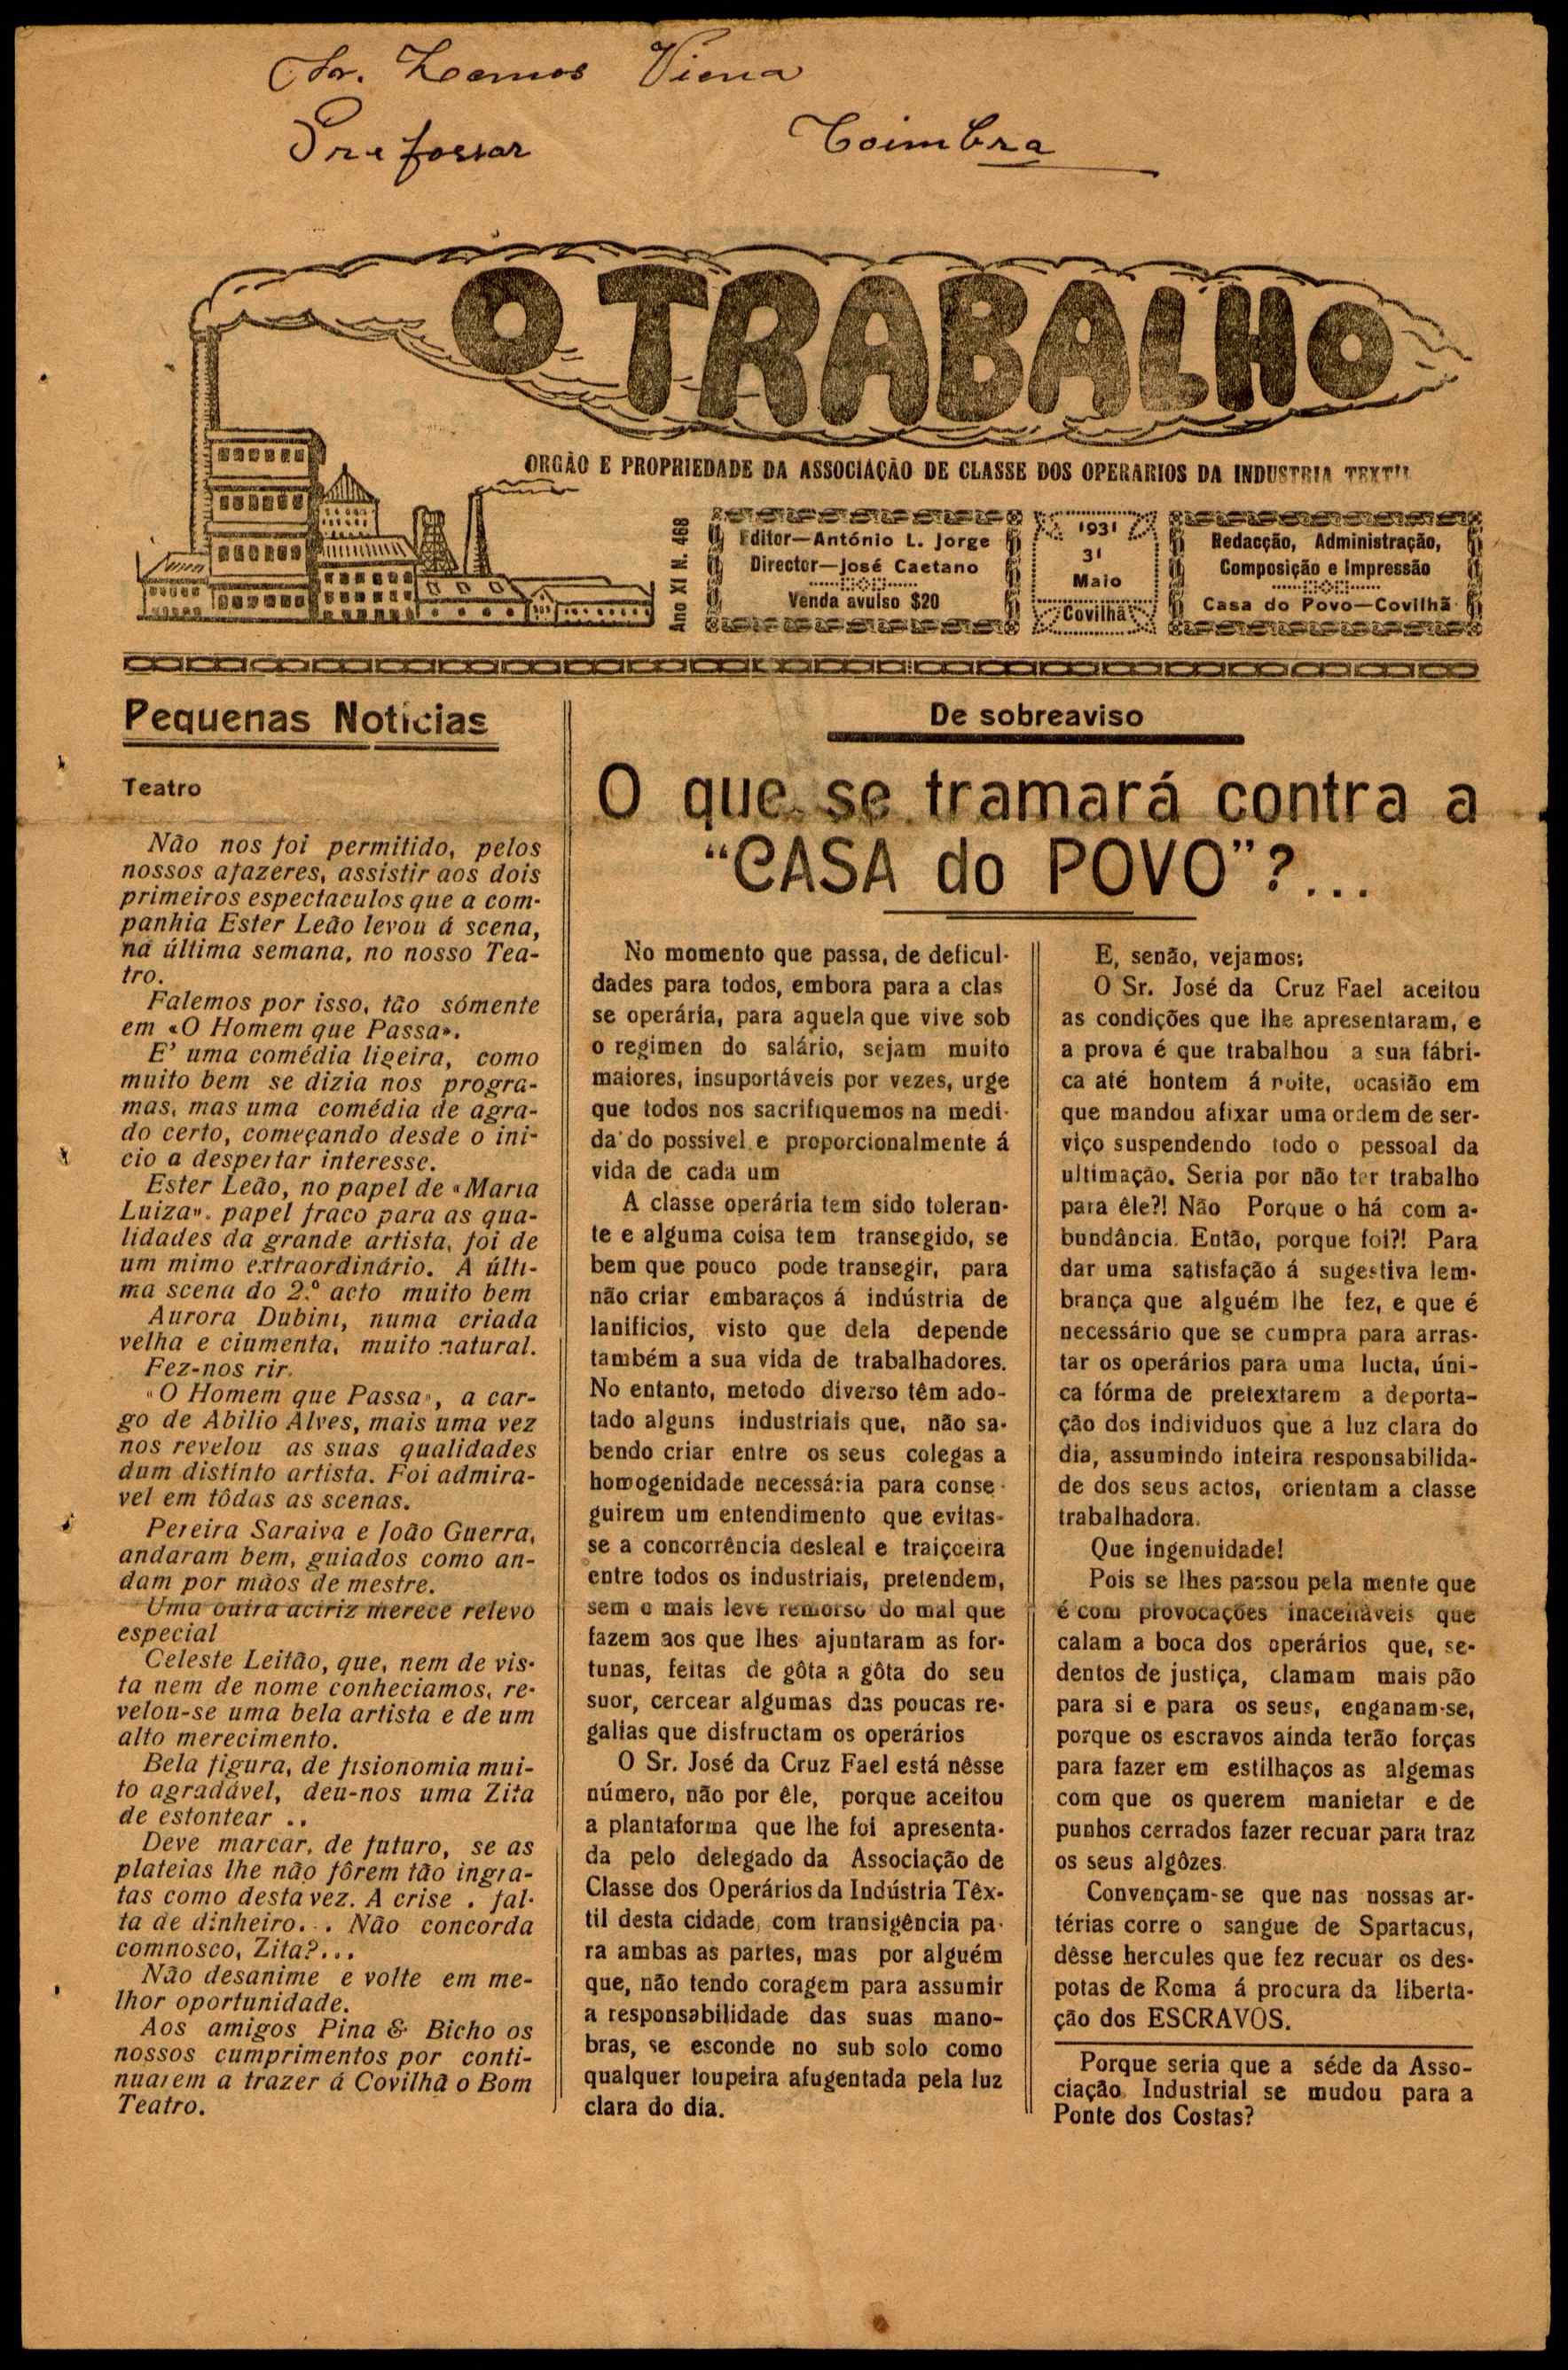 Sr. Lemos Viana
Professor Coimbra
O TRABALHO
ORGÃO E PROPRIEDADE DA ASSOCIAÇÃO DE CLASSE DOS OPERARIOS DA INDUSTRIA TEXTIL
Ano XI N. 468
Editor—António L. Jorge
Director—José Caetano
Venda avulso $20
1931
31
Maio
Covilhã
Redacção, Administração,
Composição e Impressão
Casa do Povo—Covilhã
Pequenas Noticias
Teatro
Não nos foi permitido, pelos
nossos afazeres, assistir aos dois
primeiros espectaculos que a com-
panhia Ester Leão levou á scena,
na última semana, no nosso Tea-
tro.
Falemos por isso, tão sómente
em «O Homem que Passa».
E' uma comédia ligeira, como
muito bem se dizia nos progra-
mas, mas uma comédia de agra-
do certo, começando desde o ini-
cio a despertar interesse.
Ester Leão, no papel de «Maria
Luiza». papel fraco para as qua-
lidades da grande artista, foi de
um mimo extraordinário. A últi-
ma scena do 2.º acto muito bem
Aurora Dubini, numa criada
velha e ciumenta, muito natural.
Fez-nos rir.
«O Homem que Passa», a car-
go de Abilio Alves, mais uma vez
nos revelou as suas qualidades
dum distinto artista. Foi admira-
vel em tôdas as scenas.
Pereira Saraiva e João Guerra,
andaram bem, guiados como an-
dam por mãos de mestre.
Uma outra actriz merece relevo
especial
Celeste Leitão, que, nem de vis-
ta nem de nome conheciamos, re-
velou-se uma bela artista e de um
alto merecimento.
Bela figura, de fisionomia mui-
to agradável, deu-nos uma Zita
de estontear ..
Deve marcar, de futuro, se as
plateias lhe não fôrem tão ingra-
tas como desta vez. A crise . fal-
ta de dinheiro. . . Não concorda
comnosco, Zita?...
Não desanime e volte em me-
lhor oportunidade.
Aos amigos Pina & Bicho os
nossos cumprimentos por conti-
nuarem a trazer á Covilhã o Bom
Teatro.
De sobreaviso
O que se tramará contra a
“CASA do POVO”?...
No momento que passa, de deficul-
dades para todos, embora para a clas
se operária, para aquela que vive sob
o regimen do salário, sejam muito
maiores, insuportáveis por vezes, urge
que todos nos sacrifiquemos na medi-
da do possivel e proporcionalmente á
vida de cada um
A classe operária tem sido toleran-
te e alguma coisa tem transegido, se
bem que pouco pode transegir, para
não criar embaraços á indústria de
lanificios, visto que dela depende
também a sua vida de trabalhadores.
No entanto, metodo diverso têm ado-
tado alguns industriais que, não sa-
bendo criar entre os seus colegas a
homogenidade necessária para conse-
guirem um entendimento que evitas-
se a concorrência desleal e traiçoeira
entre todos os industriais, pretendem,
sem o mais leve remorso do mal que
fazem aos que lhes ajuntaram as for-
tunas, feitas de gôta a gôta do seu
suor, cercear algumas das poucas re-
galias que disfructam os operários
O Sr. José da Cruz Fael está nêsse
número, não por êle, porque aceitou
a plantaforma que lhe foi apresenta-
da pelo delegado da Associação de
Classe dos Operários da Indústria Têx-
til desta cidade, com transigência pa-
ra ambas as partes, mas por alguém
que, não tendo coragem para assumir
a responsabilidade das suas mano-
bras, se esconde no sub solo como
qualquer toupeira afugentada pela luz
clara do dia.
E, senão, vejamos:
O Sr. José da Cruz Fael aceitou
as condições que lhe apresentaram, e
a prova é que trabalhou a sua fábri-
ca até hontem á noite, ocasião em
que mandou afixar uma ordem de ser-
viço suspendendo todo o pessoal da
ultimação. Seria por não ter trabalho
para êle?! Não Porque o há com a-
bundância. Então, porque foi?! Para
dar uma satisfação á sugestiva lem-
brança que alguém lhe fez, e que é
necessário que se cumpra para arras-
tar os operários para uma lucta, úni-
ca fórma de pretextarem a deporta-
ção dos individuos que á luz clara do
dia, assumindo inteira responsabilida-
de dos seus actos, orientam a classe
trabalhadora.
Que ingenuidade!
Pois se lhes passou pela mente que
é com provocações inaceitáveis que
calam a boca dos operários que, se-
dentos de justiça, clamam mais pão
para si e para os seus, enganam-se,
porque os escravos ainda terão forças
para fazer em estilhaços as algemas
com que os querem manietar e de
punhos cerrados fazer recuar para traz
os seus algôzes.
Convençam-se que nas nossas ar-
térias corre o sangue de Spartacus,
dêsse hercules que fez recuar os des-
potas de Roma á procura da liberta-
ção dos ESCRAVOS.
Porque seria que a séde da Asso-
ciação Industrial se mudou para a
Ponte dos Costas?